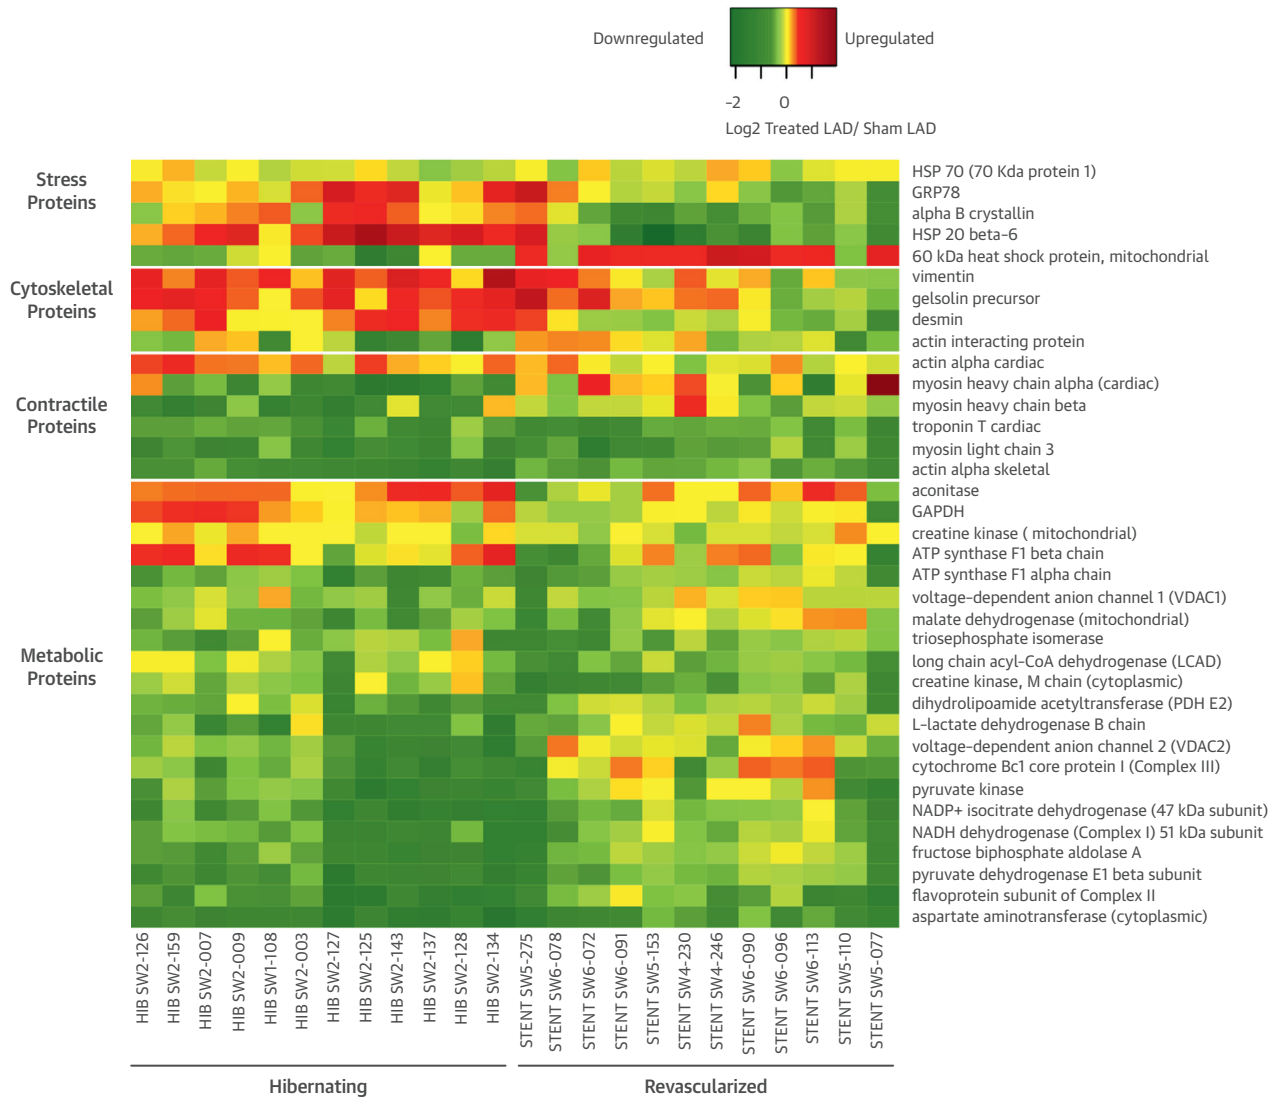 Downregulated
Upregulated
-2 0
Log2 Treated LAD/ Sham LAD
Stress
Proteins
HSP 70 (70 Kda protein 1)
GRP78
alpha B crystallin
HSP 20 beta-6
60 kDa heat shock protein, mitochondrial
Cytoskeletal
Proteins
vimentin
gelsolin precursor
desmin
actin interacting protein
Contractile
Proteins
actin alpha cardiac
myosin heavy chain alpha (cardiac)
myosin heavy chain beta
troponin T cardiac
myosin light chain 3
actin alpha skeletal
Metabolic
Proteins
aconitase
GAPDH
creatine kinase ( mitochondrial)
ATP synthase F1 beta chain
ATP synthase F1 alpha chain
voltage-dependent anion channel 1 (VDAC1)
malate dehydrogenase (mitochondrial)
triosephosphate isomerase
long chain acyl-CoA dehydrogenase (LCAD)
creatine kinase, M chain (cytoplasmic)
dihydrolipoamide acetyltransferase (PDH E2)
L-lactate dehydrogenase B chain
voltage-dependent anion channel 2 (VDAC2)
cytochrome Bc1 core protein I (Complex III)
pyruvate kinase
NADP+ isocitrate dehydrogenase (47 kDa subunit)
NADH dehydrogenase (Complex I) 51 kDa subunit
fructose biphosphate aldolase A
pyruvate dehydrogenase E1 beta subunit
flavoprotein subunit of Complex II
aspartate aminotransferase (cytoplasmic)
HIB SW2-126
HIB SW2-159
HIB SW2-007
HIB SW2-009
HIB SW1-108
HIB SW2-003
HIB SW2-127
HIB SW2-125
HIB SW2-143
HIB SW2-137
HIB SW2-128
HIB SW2-134
STENT SW5-275
STENT SW6-078
STENT SW6-072
STENT SW6-091
STENT SW5-153
STENT SW4-230
STENT SW4-246
STENT SW6-090
STENT SW6-096
STENT SW6-113
STENT SW5-110
STENT SW5-077
Hibernating
Revascularized